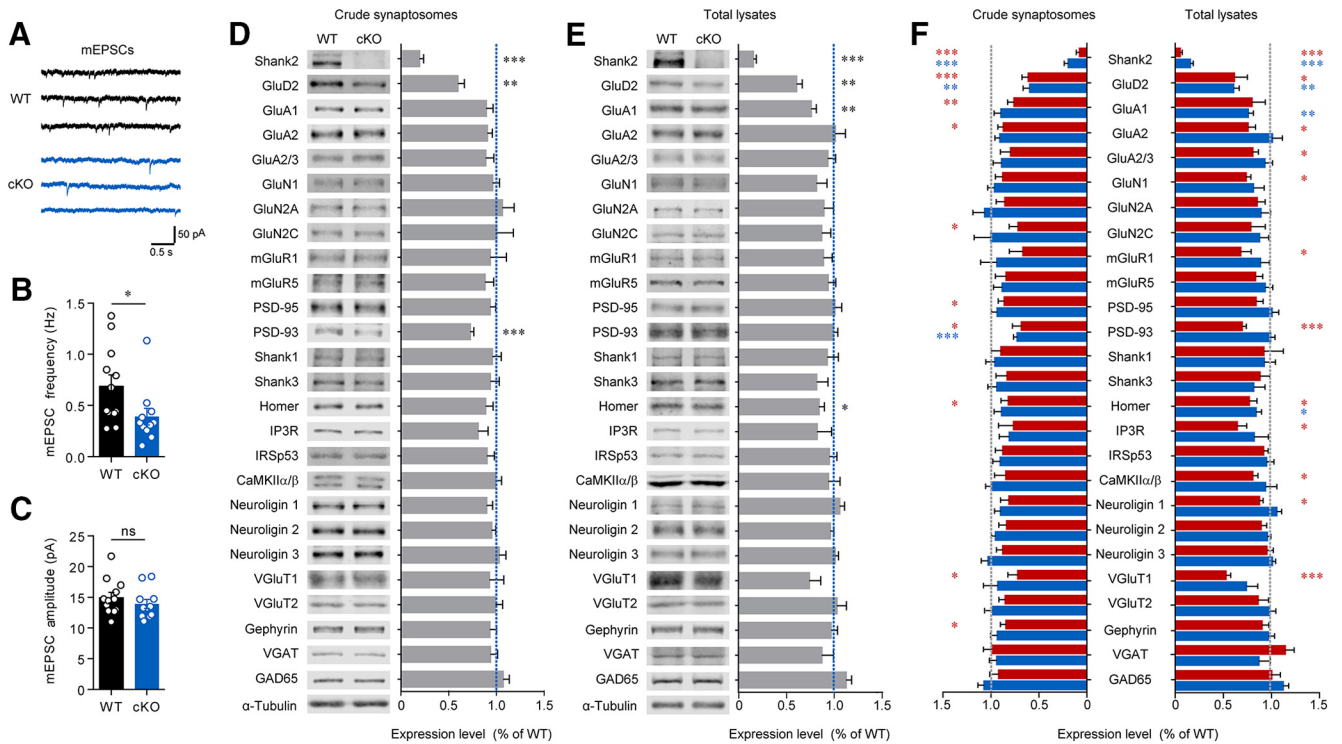 A
mEPSCs
WT
cKO
50 pA
0.5 s
B
*
mEPSC frequency (Hz)
1.5
1.0
0.5
0.0
WT
cKO
C
ns
mEPSC amplitude (pA)
25
20
15
10
5
0
WT
cKO
D
Crude synaptosomes
WT cKO
Shank2 ***
GluD2 **
GluA1
GluA2
GluA2/3
GluN1
GluN2A
GluN2C
mGluR1
mGluR5
PSD-95
PSD-93 ***
Shank1
Shank3
Homer
IP3R
IRSp53
CaMKIIα/β
Neuroligin 1
Neuroligin 2
Neuroligin 3
VGluT1
VGluT2
Gephyrin
VGAT
GAD65
α-Tubulin
0 0.5 1.0 1.5
Expression level (% of WT)
E
Total lysates
WT cKO
Shank2 ***
GluD2 **
GluA1 **
GluA2
GluA2/3
GluN1
GluN2A
GluN2C
mGluR1
mGluR5
PSD-95
PSD-93
Shank1
Shank3
Homer *
IP3R
IRSp53
CaMKIIα/β
Neuroligin 1
Neuroligin 2
Neuroligin 3
VGluT1
VGluT2
Gephyrin
VGAT
GAD65
α-Tubulin
0 0.5 1.0 1.5
Expression level (% of WT)
F
Crude synaptosomes Total lysates
*** Shank2 ***
*** ***
*** GluD2 *
** **
** GluA1
**
* GluA2 *
GluA2/3 *
GluN1 *
GluN2A
* GluN2C
mGluR1 *
mGluR5
* PSD-95
* PSD-93 ***
***
Shank1
Shank3
* Homer *
*
IP3R *
IRSp53
CaMKIIα/β *
Neuroligin 1 *
Neuroligin 2
Neuroligin 3
* VGluT1 ***
VGluT2
* Gephyrin
VGAT
GAD65
1.0 0.5 0 0 0.5 1.0 1.5
Expression level (% of WT)